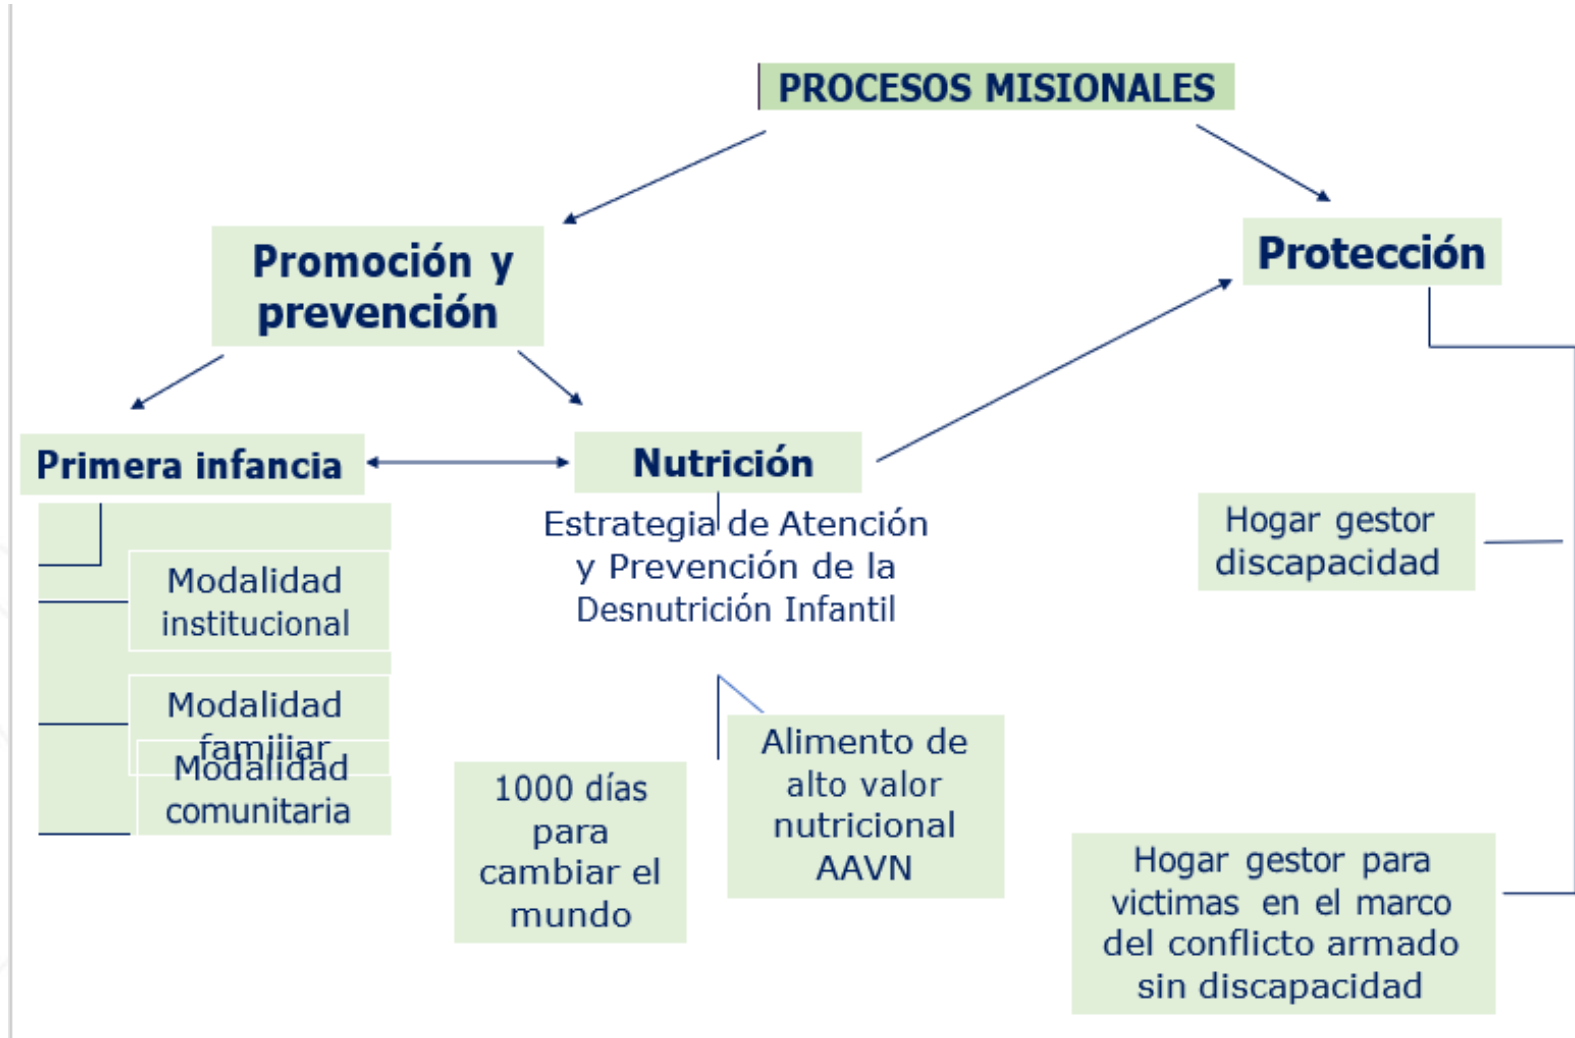 PROCESOS MISIONALES
Promoción y
prevención
Protección
Primera infancia
Nutrición
Modalidad
institucional
Modalidad
familiar
Modalidad
comunitaria
Estrategia de Atención
y Prevención de la
Desnutrición Infantil
1000 días
para
cambiar el
mundo
Alimento de
alto valor
nutricional
AAVN
Hogar gestor
discapacidad
Hogar gestor para
victimas en el marco
del conflicto armado
sin discapacidad